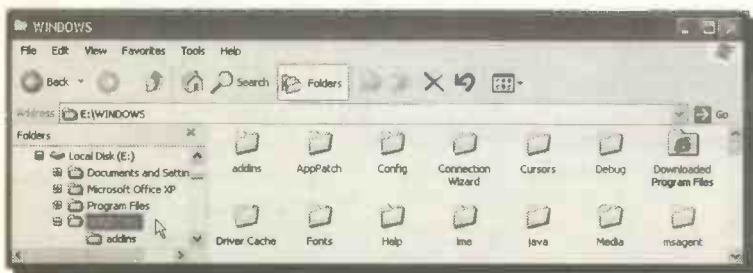 WINDOWS
File Edit View Favorites Tools Help
Back Search Folders
Address E:\WINDOWS Go
Folders
Local Disk (E:)
Documents and Settin
Microsoft Office XP
Program Files
addins
addins AppPatch Config Connection Wizard Cursors Debug Downloaded Program Files
Driver Cache Fonts Help ime java Media msagent